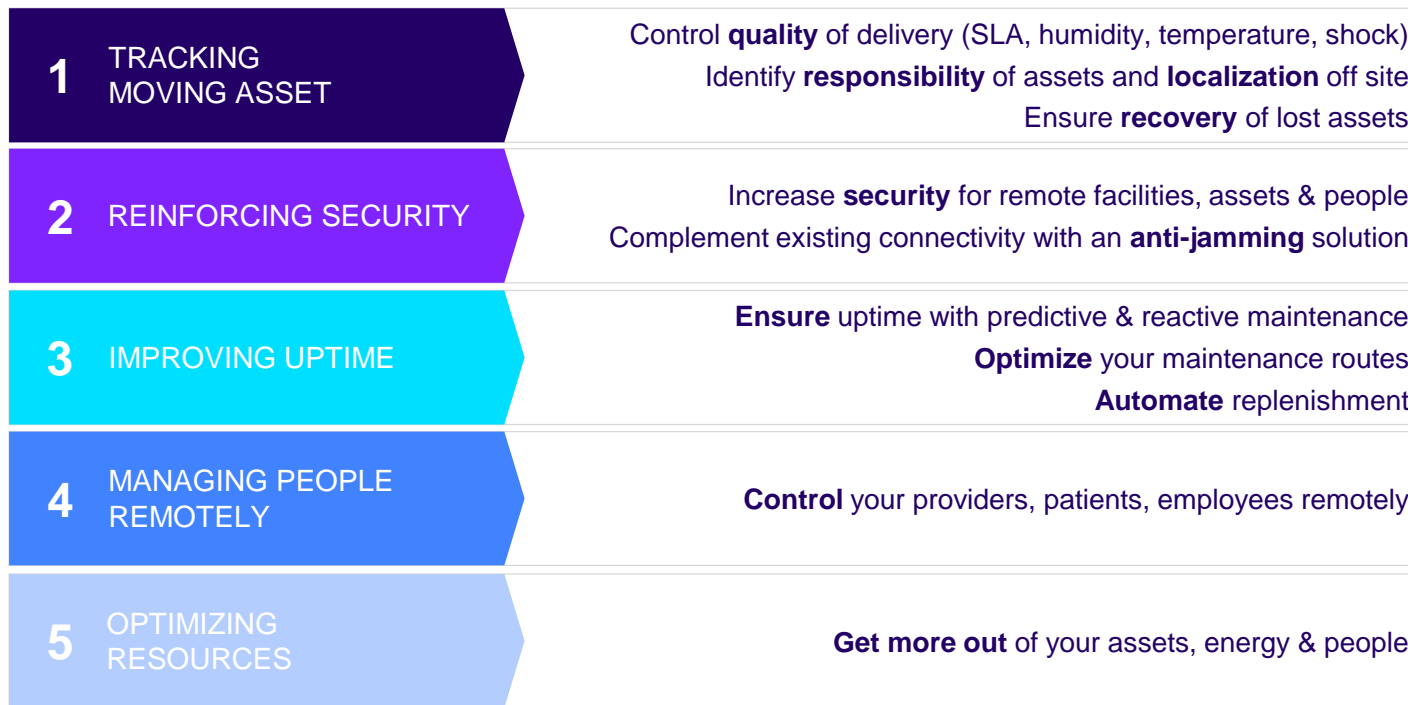 1
TRACKING
MOVING ASSET
Control quality of delivery (SLA, humidity, temperature, shock)
Identify responsibility of assets and localization off site
Ensure recovery of lost assets
2
REINFORCING SECURITY
Increase security for remote facilities, assets & people
Complement existing connectivity with an anti-jamming solution
3
IMPROVING UPTIME
Ensure uptime with predictive & reactive maintenance
Optimize your maintenance routes
Automate replenishment
4
MANAGING PEOPLE
REMOTELY
Control your providers, patients, employees remotely
5
OPTIMIZING
RESOURCES
Get more out of your assets, energy & people